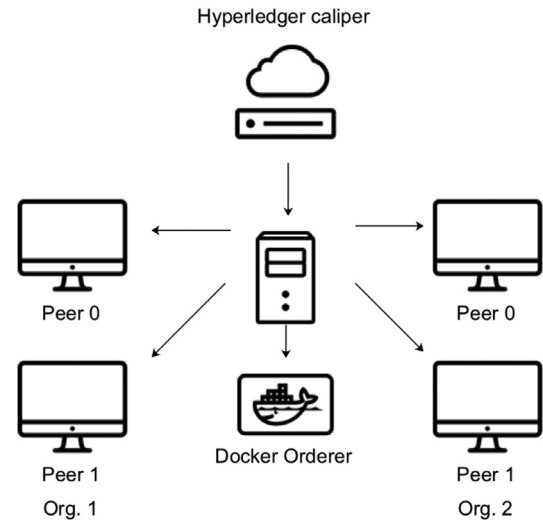 Hyperledger caliper
Peer 0
Peer 0
Peer 1
Docker Orderer
Peer 1
Org. 1
Org. 2